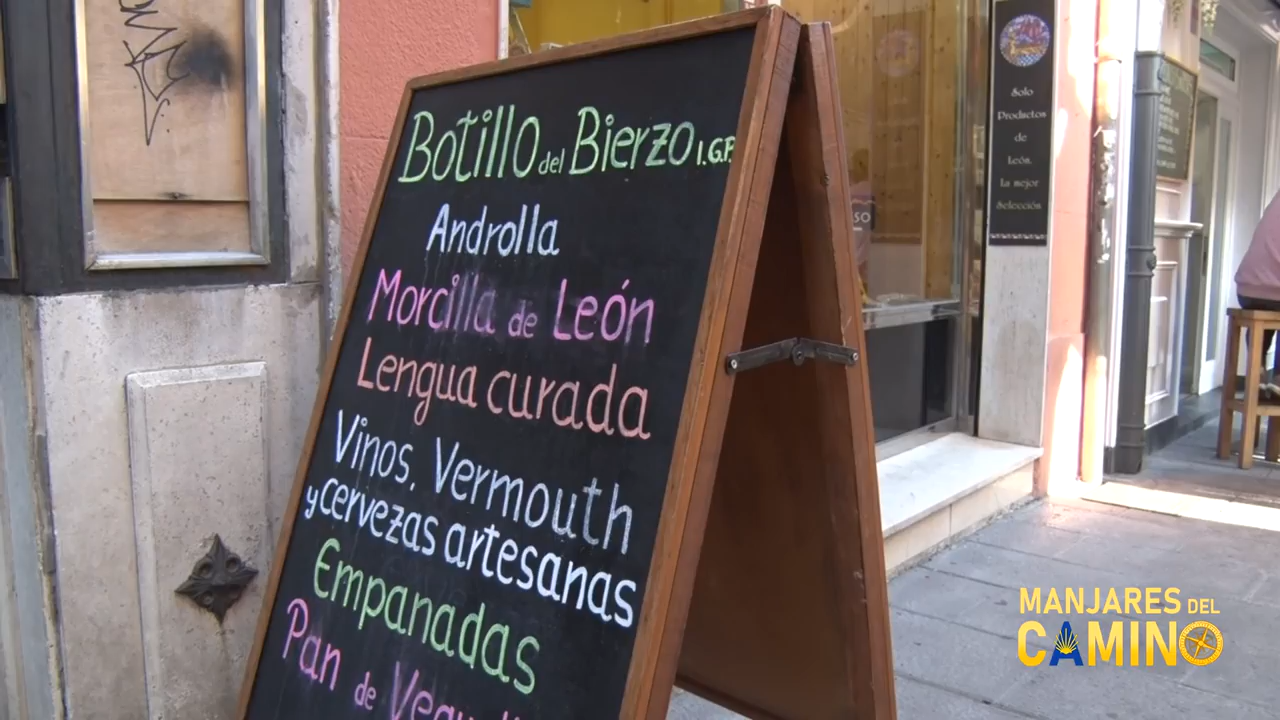 Botillo del Bierzo I.G.P.
Androlla
Morcilla de León
Lengua curada
Vinos, Vermouth
y cervezas artesanas
Empanadas
Pan de
Solo
Productos
de
León.
La mejor
Selección
MANJARES DEL
CAMINO